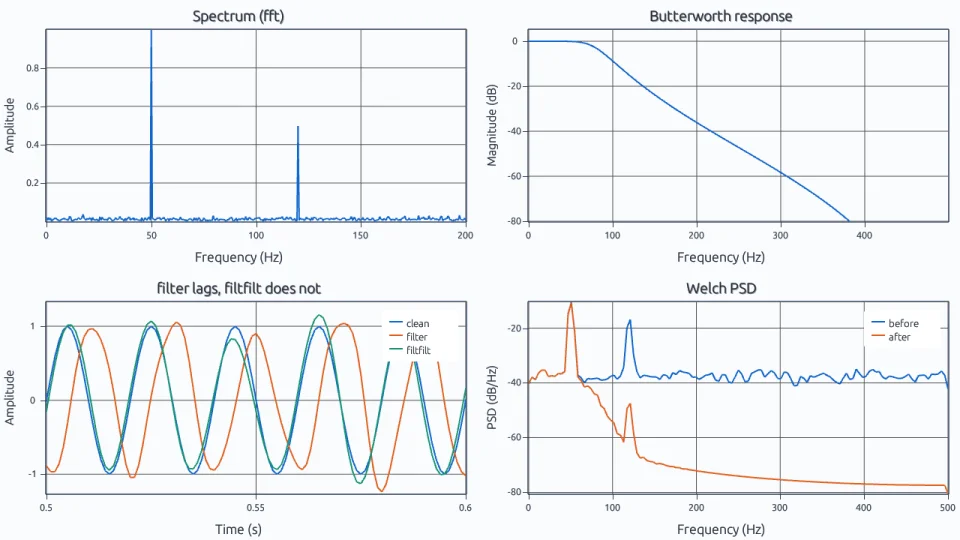 Spectrum (fft)
Amplitude
0.8
0.6
0.4
0.2
0 50 100 150 200
Frequency (Hz)
Butterworth response
Magnitude (dB)
0
-20
-40
-60
-80
0 100 200 300 400
Frequency (Hz)
filter lags, filtfilt does not
Amplitude
1
0
-1
clean
filter
filtfilt
0.5 0.55 0.6
Time (s)
Welch PSD
PSD (dB/Hz)
-20
-40
-60
-80
before
after
0 100 200 300 400 500
Frequency (Hz)